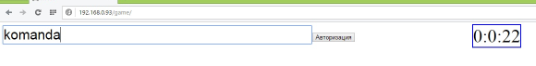 192.168.0.93/game/
komanda Авторизация 0:0:22